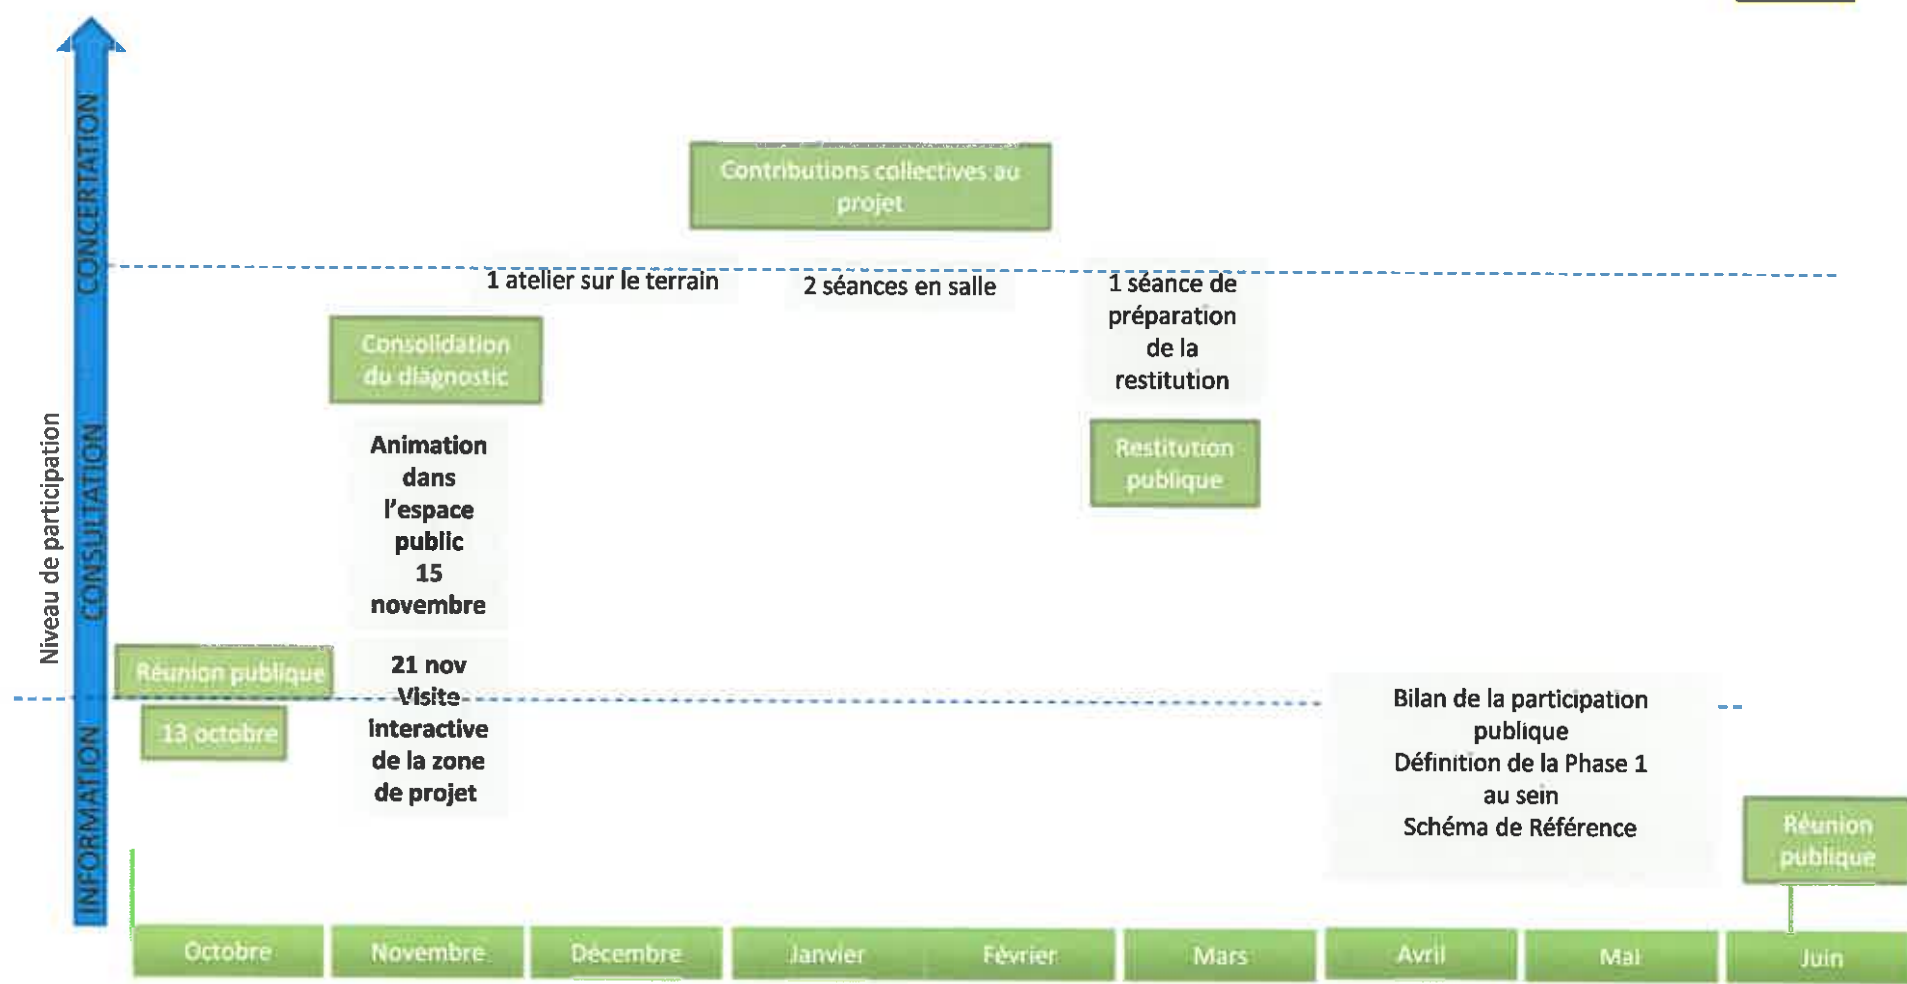 Niveau de participation
CONCERTATION
CONSULTATION
INFORMATION
Contributions collectives au
projet
1 atelier sur le terrain
2 séances en salle
1 séance de
préparation
de la
restitution
Consolidation
du diagnostic
Animation
dans
l'espace
public
15
novembre
Restitution
publique
Réunion publique
13 octobre
21 nov
Visite
interactive
de la zone
de projet
Bilan de la participation
publique
Définition de la Phase 1
au sein
Schéma de Référence
Réunion
publique
Octobre
Novembre
Décembre
Janvier
Février
Mars
Avril
Mai
Juin